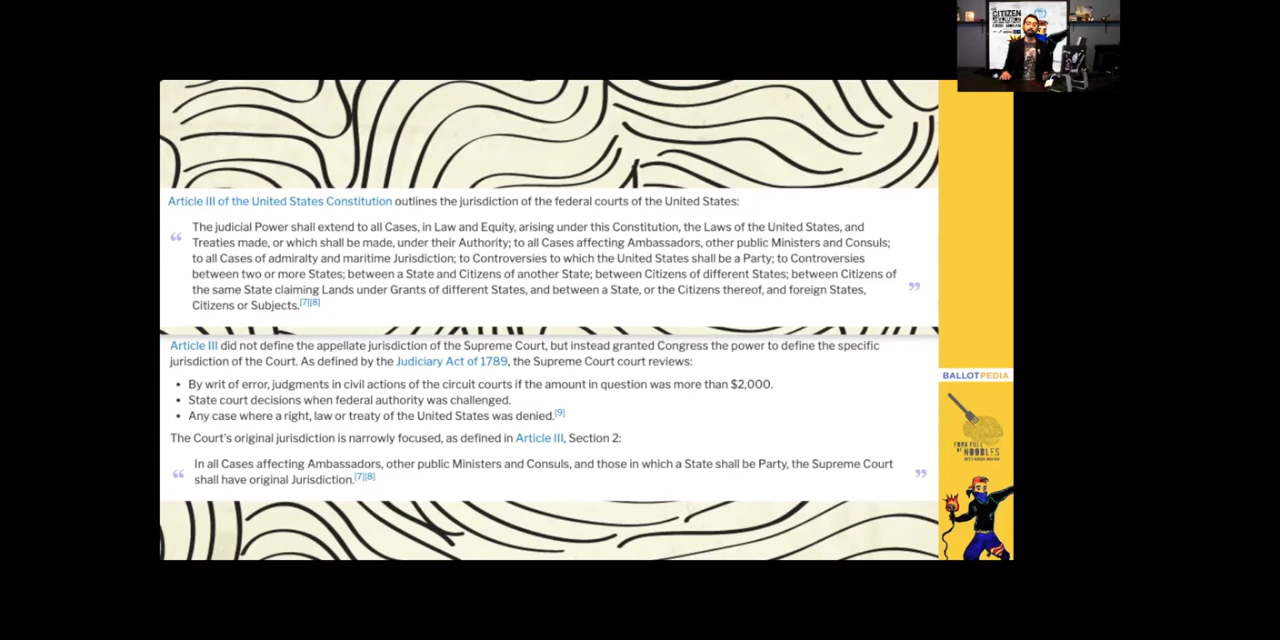 CITIZEN
REVOLUTION
Article III of the United States Constitution outlines the jurisdiction of the federal courts of the United States:
“ The judicial Power shall extend to all Cases, in Law and Equity, arising under this Constitution, the Laws of the United States, and
Treaties made, or which shall be made, under their Authority; to all Cases affecting Ambassadors, other public Ministers and Consuls;
to all Cases of admiralty and maritime Jurisdiction; to Controversies to which the United States shall be a Party; to Controversies
between two or more States; between a State and Citizens of another State; between Citizens of different States; between Citizens of
the same State claiming Lands under Grants of different States, and between a State, or the Citizens thereof, and foreign States, ”
Citizens or Subjects.[7][8]
Article III did not define the appellate jurisdiction of the Supreme Court, but instead granted Congress the power to define the specific
jurisdiction of the Court. As defined by the Judiciary Act of 1789, the Supreme Court court reviews:
• By writ of error, judgments in civil actions of the circuit courts if the amount in question was more than $2,000.
• State court decisions when federal authority was challenged.
• Any case where a right, law or treaty of the United States was denied.[9]
The Court's original jurisdiction is narrowly focused, as defined in Article III, Section 2:
“ In all Cases affecting Ambassadors, other public Ministers and Consuls, and those in which a State shall be Party, the Supreme Court ”
shall have original Jurisdiction.[7][8]
BALLOTPEDIA
FORK FULL
OF NOODLES
WITH KRISH MOHAN